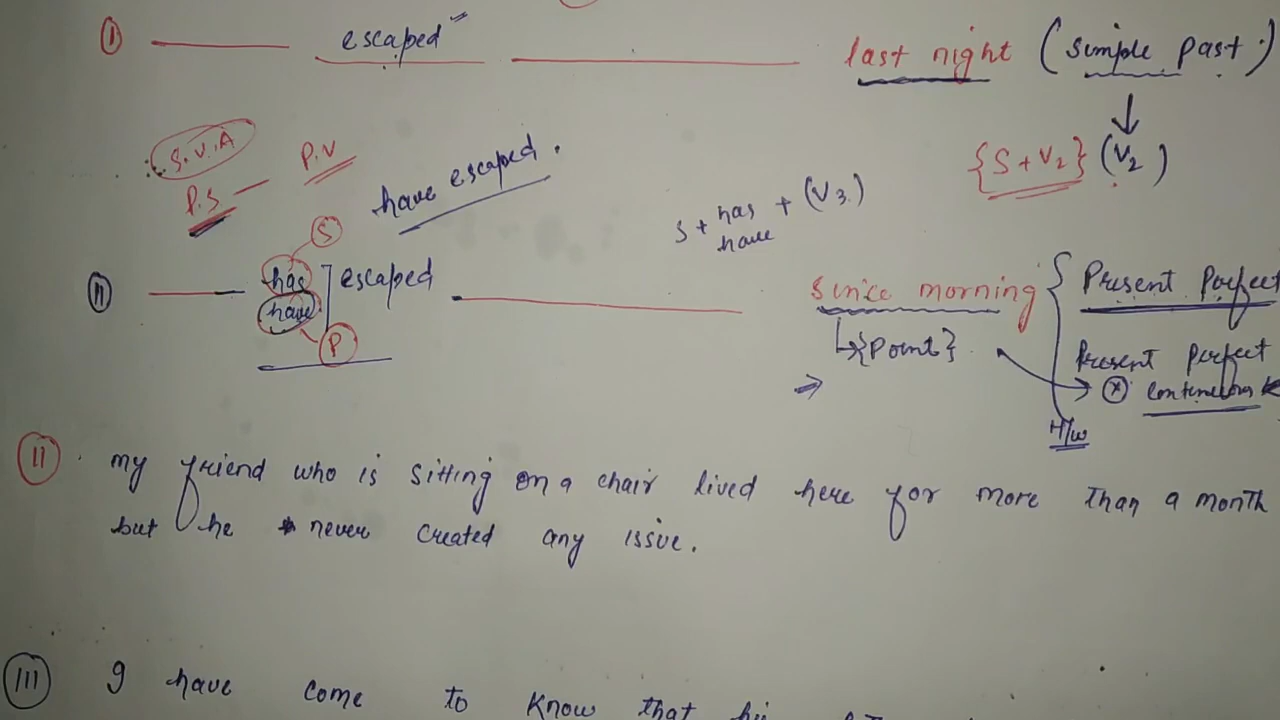 (I) escaped last night (simple past.)
S.V.A
P.S — P.V
have escaped.
{S + V2} (V2)
S + has have + (V3.)
S
(II) has have ] escaped since morning { Present Perfect
P
{Point}
Present Perfect
continuous
H/w
(II) my friend who is sitting on a chair lived here for more than a month
but he never created any issue.
(III) I have come to know that